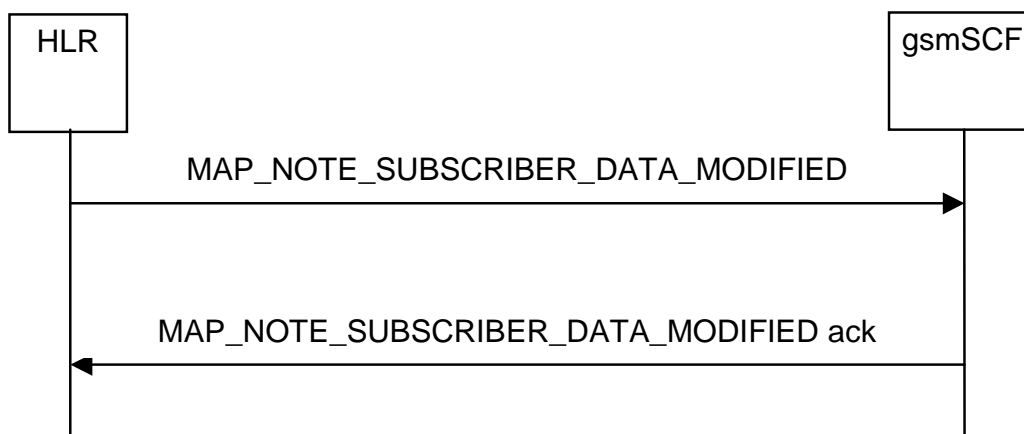 HLR
gsmSCF
MAP_NOTE_SUBSCRIBER_DATA_MODIFIED
MAP_NOTE_SUBSCRIBER_DATA_MODIFIED ack